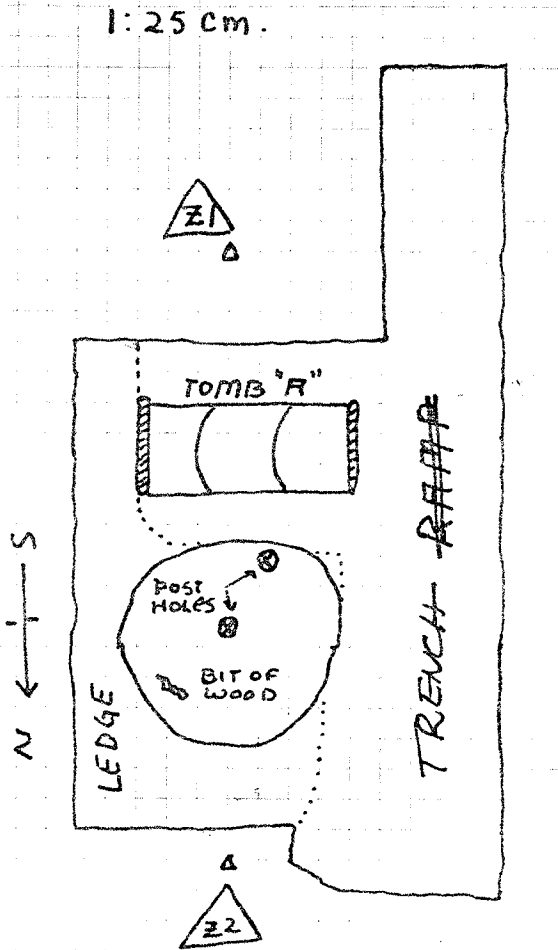 1:25 cm.
Z1
TOMB "A"
POST
HOLES
BIT OF
WOOD
LEDGE
TRENCH RAMP
N
S
Z2